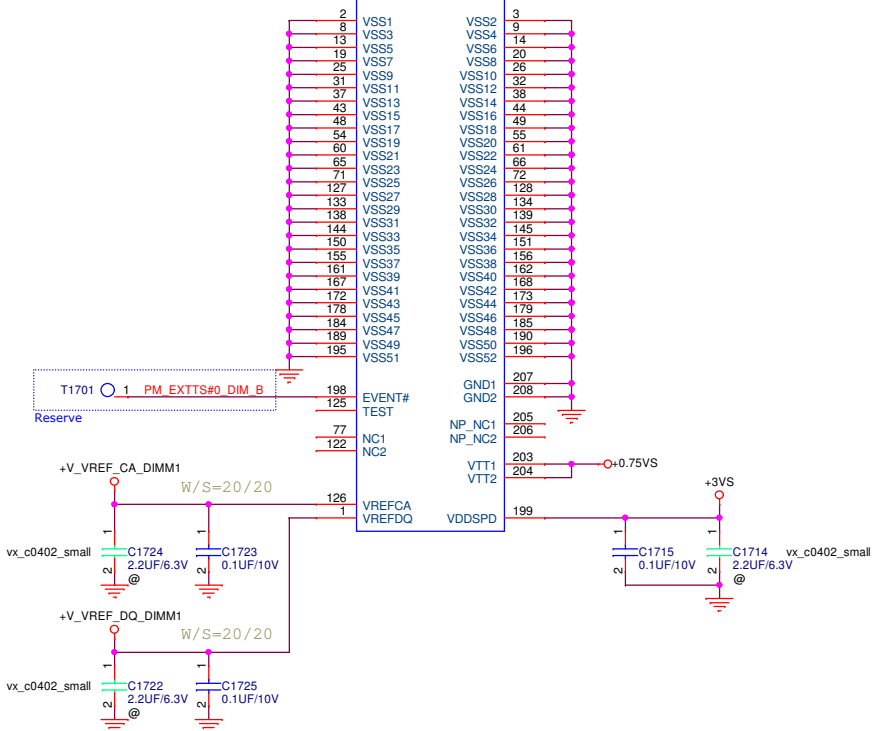 2 VSS1 VSS2 3
8 VSS3 VSS4 9
13 VSS5 VSS6 14
19 VSS7 VSS8 20
25 VSS9 VSS10 26
31 VSS11 VSS12 32
37 VSS13 VSS14 38
43 VSS15 VSS16 44
48 VSS17 VSS18 49
54 VSS19 VSS20 55
60 VSS21 VSS22 61
65 VSS23 VSS24 66
71 VSS25 VSS26 72
127 VSS27 VSS28 128
133 VSS29 VSS30 134
138 VSS31 VSS32 139
144 VSS33 VSS34 145
150 VSS35 VSS36 151
155 VSS37 VSS38 156
161 VSS39 VSS40 162
167 VSS41 VSS42 168
172 VSS43 VSS44 173
178 VSS45 VSS46 179
184 VSS47 VSS48 185
189 VSS49 VSS50 190
195 VSS51 VSS52 196
GND1 207
T1701 1 PM_EXTTS#0_DIM_B 198 EVENT# GND2 208
125 TEST
Reserve
NP_NC1 205
77 NC1 NP_NC2 206
122 NC2
VTT1 203 +0.75VS
VTT2 204
+V_VREF_CA_DIMM1
W/S=20/20
+3VS
126 VREFCA
1 VREFDQ VDDSPD 199
1 1 1 1
vx_c0402_small C1724 C1723 C1715 C1714 vx_c0402_small
2 2.2UF/6.3V 2 0.1UF/10V 2 0.1UF/10V 2 2.2UF/6.3V
@ @
+V_VREF_DQ_DIMM1
W/S=20/20
1 1
vx_c0402_small C1722 C1725
2 2.2UF/6.3V 2 0.1UF/10V
@